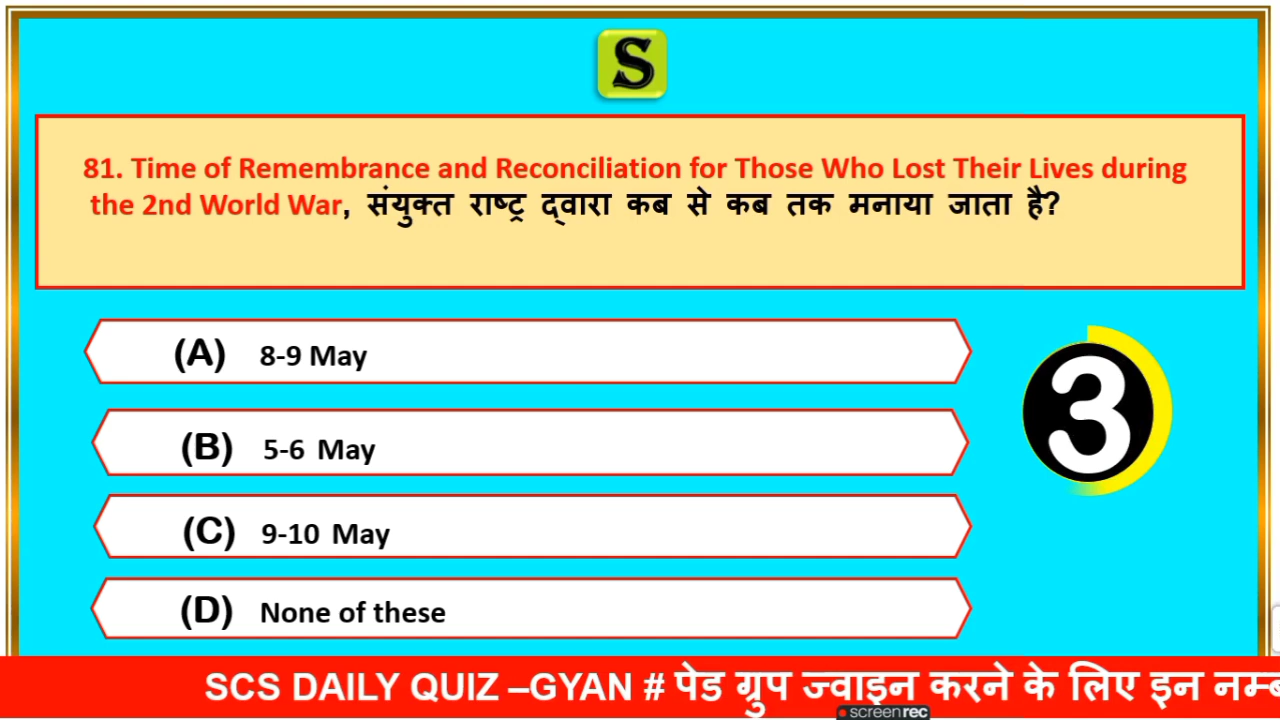 S
81. Time of Remembrance and Reconciliation for Those Who Lost Their Lives during
the 2nd World War, संयुक्त राष्ट्र द्वारा कब से कब तक मनाया जाता है?
(A) 8-9 May
3
(B) 5-6 May
(C) 9-10 May
(D) None of these
SCS DAILY QUIZ –GYAN # पेड ग्रुप ज्वाइन करने के लिए इन
screenrec